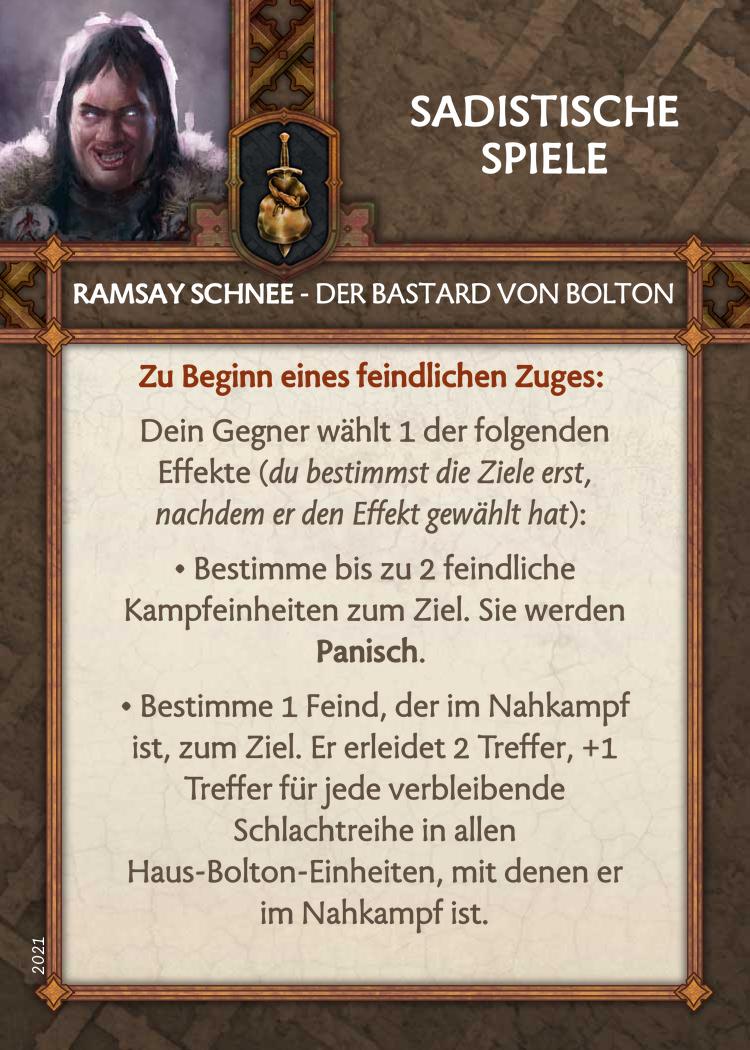 SADISTISCHE
SPIELE
RAMSAY SCHNEE - DER BASTARD VON BOLTON
Zu Beginn eines feindlichen Zuges:
Dein Gegner wählt 1 der folgenden
Effekte (du bestimmst die Ziele erst,
nachdem er den Effekt gewählt hat):
• Bestimme bis zu 2 feindliche
Kampfeinheiten zum Ziel. Sie werden
Panisch.
• Bestimme 1 Feind, der im Nahkampf
ist, zum Ziel. Er erleidet 2 Treffer, +1
Treffer für jede verbleibende
Schlachtreihe in allen
Haus-Bolton-Einheiten, mit denen er
im Nahkampf ist.
2021